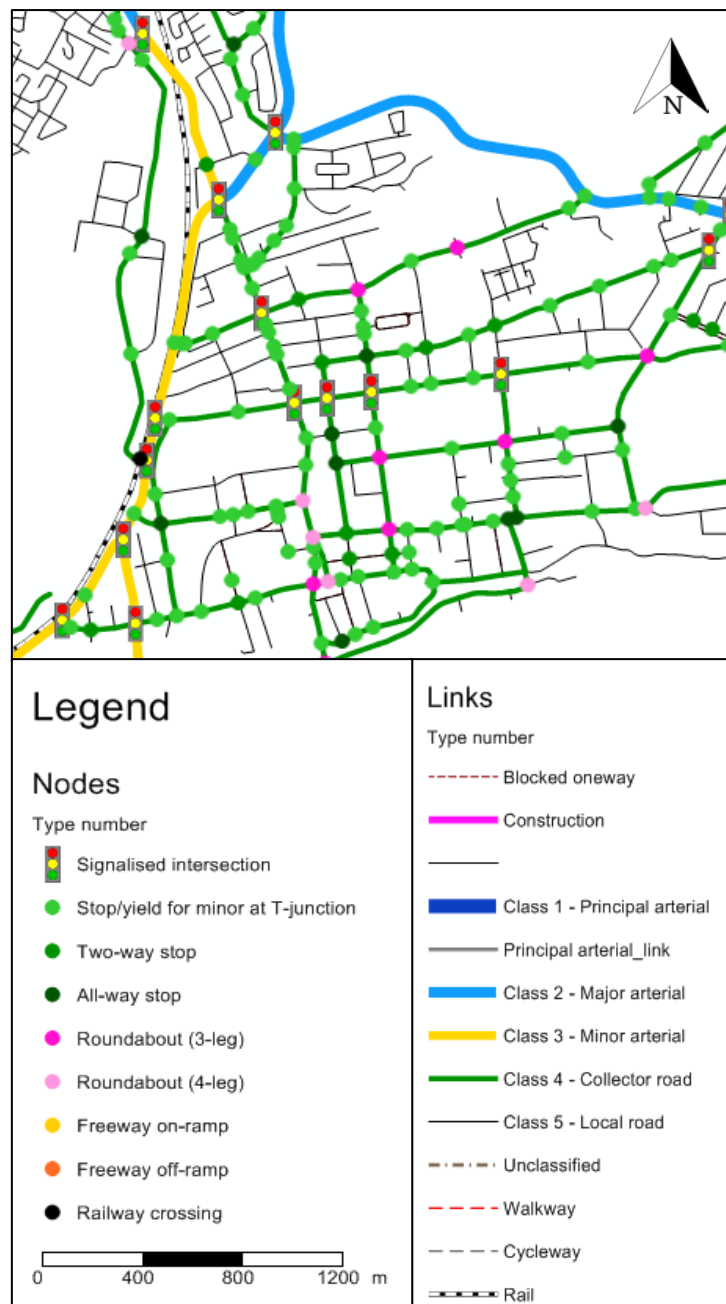 N
Legend
Nodes
Type number
Signalised intersection
Stop/yield for minor at T-junction
Two-way stop
All-way stop
Roundabout (3-leg)
Roundabout (4-leg)
Freeway on-ramp
Freeway off-ramp
Railway crossing
0 400 800 1200 m
Links
Type number
Blocked oneway
Construction
Class 1 - Principal arterial
Principal arterial_link
Class 2 - Major arterial
Class 3 - Minor arterial
Class 4 - Collector road
Class 5 - Local road
Unclassified
Walkway
Cycleway
Rail